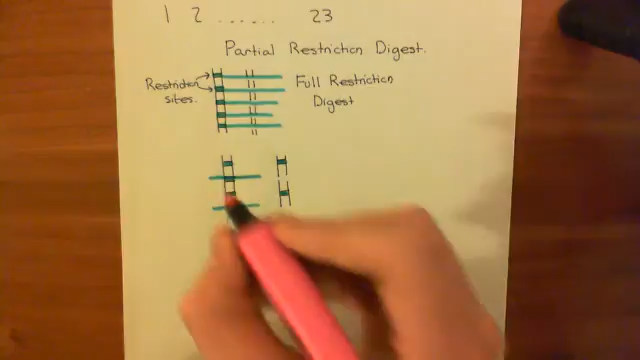 1 2 ....... 23
Partial Restriction Digest.
Restriction
sites.
Full Restriction
Digest